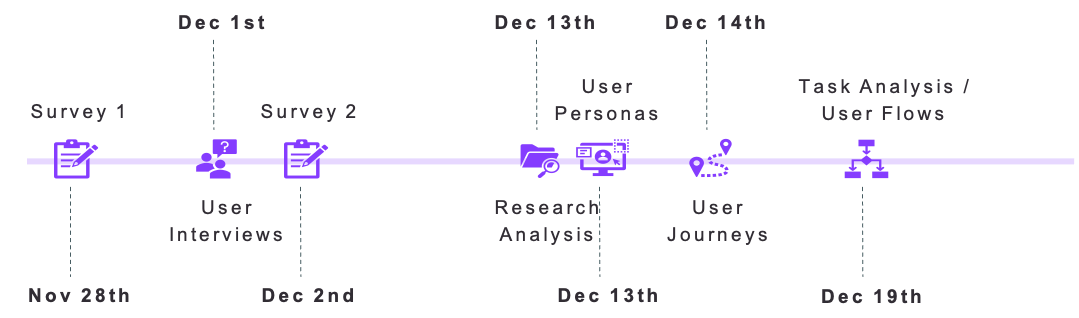 Dec 1st
Dec 13th
Dec 14th
Survey 1
Survey 2
User
Personas
Task Analysis /
User Flows
?
User
Interviews
Research
Analysis
User
Journeys
Nov 28th
Dec 2nd
Dec 13th
Dec 19th